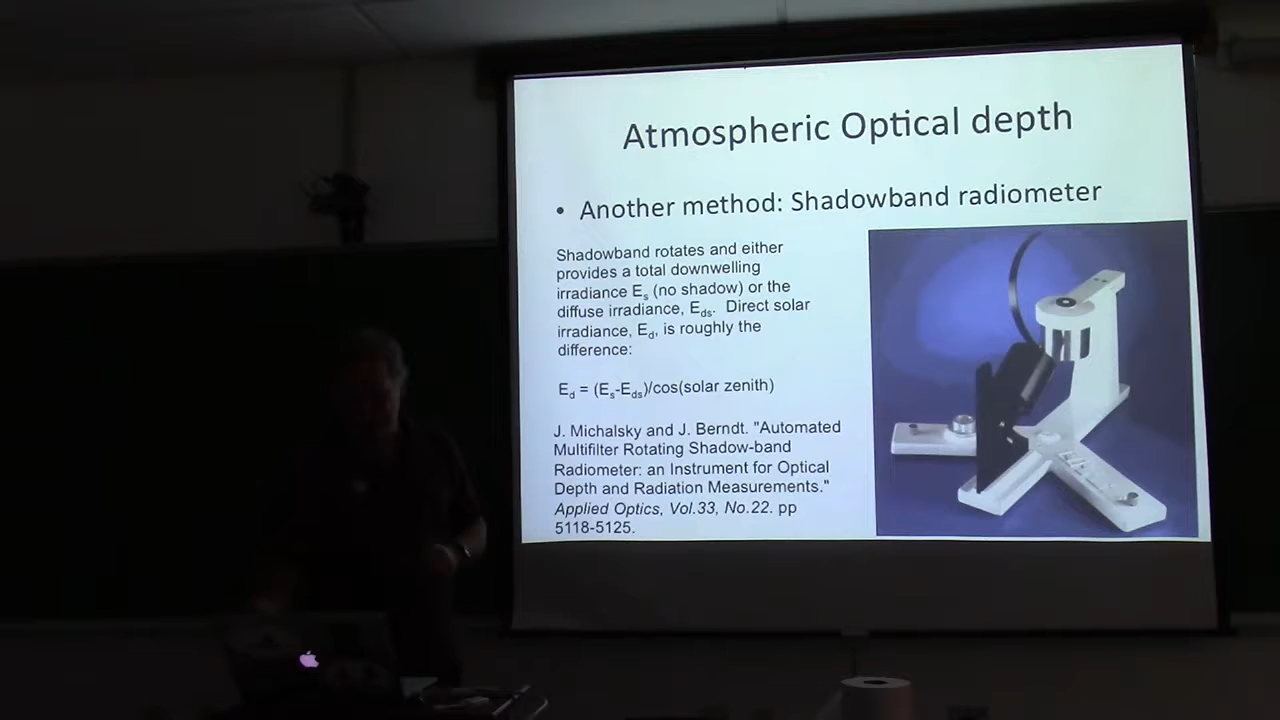 Atmospheric Optical depth
• Another method: Shadowband radiometer
Shadowband rotates and either
provides a total downwelling
irradiance Es (no shadow) or the
diffuse irradiance, Eds. Direct solar
irradiance, Ed, is roughly the
difference:
Ed = (Es-Eds)/cos(solar zenith)
J. Michalsky and J. Berndt. "Automated
Multifilter Rotating Shadow-band
Radiometer: an Instrument for Optical
Depth and Radiation Measurements."
Applied Optics, Vol.33, No.22. pp
5118-5125.